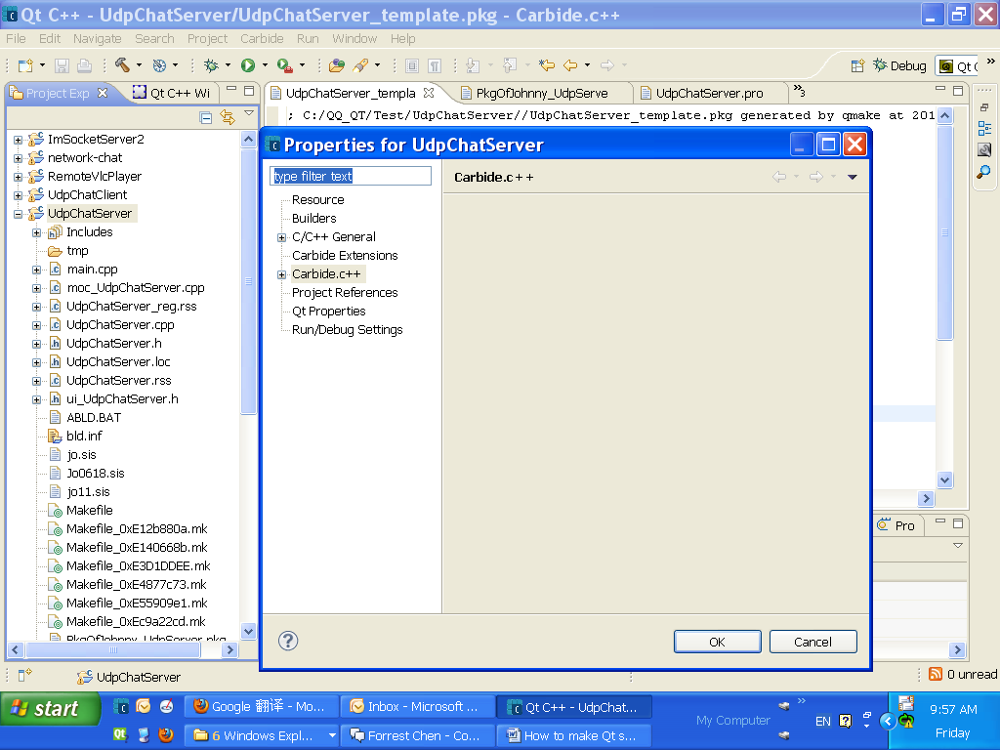 Qt C++ - UdpChatServer/UdpChatServer_template.pkg - Carbide.c++
File Edit Navigate Search Project Carbide Run Window Help
Debug Qt C
Project Exp Qt C++ Wi
UdpChatServer_templa PkgOfJohnny_UdpServe UdpChatServer.pro »3
; C:/QQ_QT/Test/UdpChatServer//UdpChatServer_template.pkg generated by qmake at 201
ImSocketServer2
network-chat
RemoteVlcPlayer
UdpChatClient
UdpChatServer
Includes
tmp
main.cpp
moc_UdpChatServer.cpp
UdpChatServer_reg.rss
UdpChatServer.cpp
UdpChatServer.h
UdpChatServer.loc
UdpChatServer.rss
ui_UdpChatServer.h
ABLD.BAT
bld.inf
jo.sis
Jo0618.sis
jo11.sis
Makefile
Makefile_0xE12b880a.mk
Makefile_0xE140668b.mk
Makefile_0xE3D1DDEE.mk
Makefile_0xE4877c73.mk
Makefile_0xE55909e1.mk
Makefile_0xEc9a22cd.mk
PkgOfJohnny_UdpServer.pkg
Properties for UdpChatServer
type filter text
Carbide.c++
Resource
Builders
C/C++ General
Carbide Extensions
Carbide.c++
Project References
Qt Properties
Run/Debug Settings
OK Cancel
Pro
UdpChatServer
0 unread
start
Google 翻译 - Mo...
Inbox - Microsoft ...
Qt C++ - UdpChat...
6 Windows Expl...
Forrest Chen - Co...
How to make Qt s...
My Computer
EN
9:57 AM
Friday